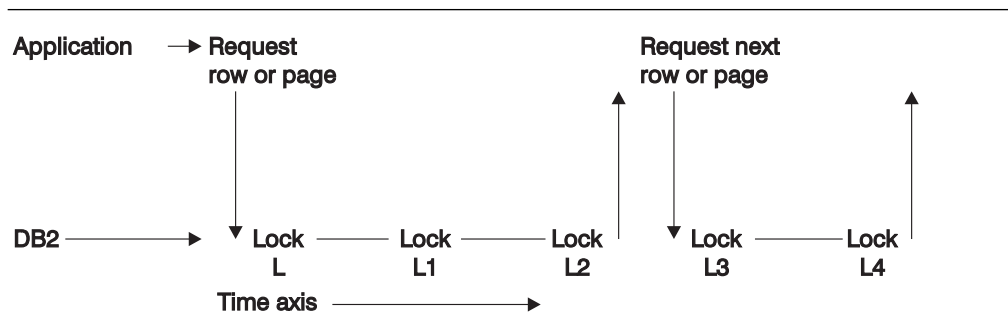 Application Request Request next
row or page row or page
DB2 Lock Lock Lock Lock Lock
L L1 L2 L3 L4
Time axis